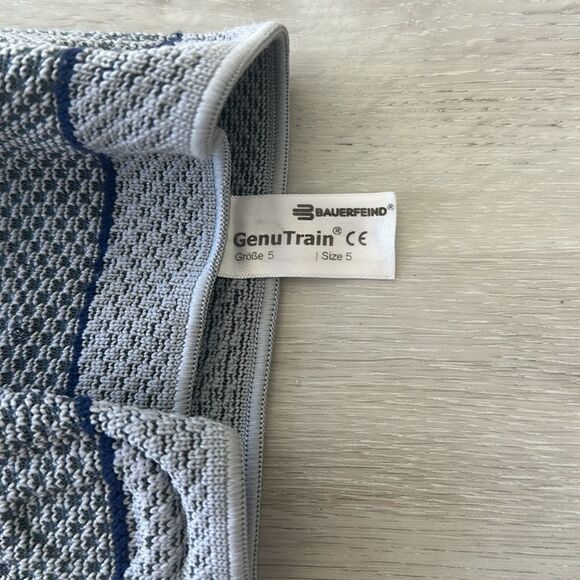 BAUERFEIND®
GenuTrain® CE
Größe 5 | Size 5